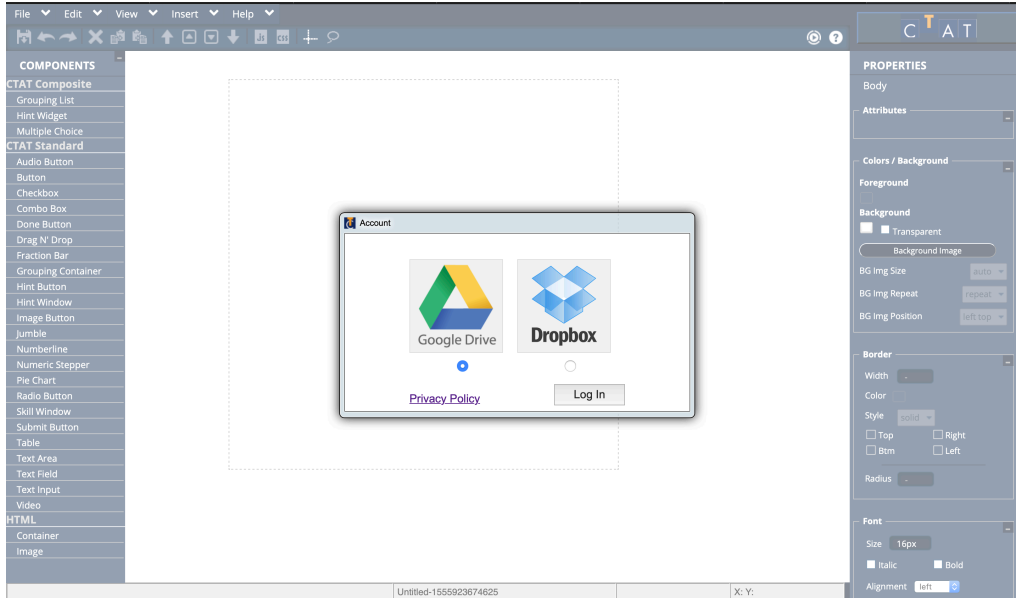 File Edit View Insert Help
JS CSS ?
CTAT
COMPONENTS
CTAT Composite
Grouping List
Hint Widget
Multiple Choice
CTAT Standard
Audio Button
Button
Checkbox
Combo Box
Done Button
Drag N' Drop
Fraction Bar
Grouping Container
Hint Button
Hint Window
Image Button
Jumble
Numberline
Numeric Stepper
Pie Chart
Radio Button
Skill Window
Submit Button
Table
Text Area
Text Field
Text Input
Video
HTML
Container
Image
Account
Google Drive
Dropbox
Privacy Policy
Log In
Untitled-1555923674625
X: Y:
PROPERTIES
Body
Attributes
Colors / Background
Foreground
Background
Transparent
Background Image
BG Img Size auto
BG Img Repeat repeat
BG Img Position left top
Border
Width -
Color
Style solid
Top Right
Btm Left
Radius -
Font
Size 16px
Italic Bold
Alignment left